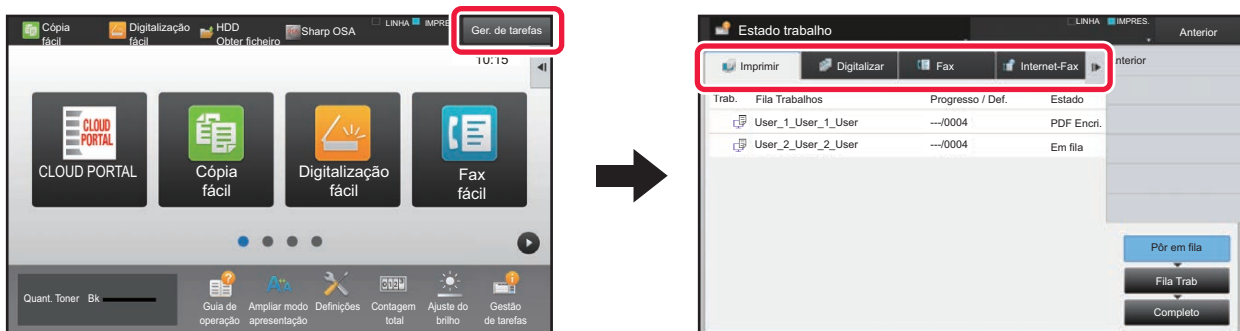 Cópia
fácil
Digitalização
fácil
HDD
Obter ficheiro
Sharp OSA
LINHA
IMPRE
Ger. de tarefas
10:15
CLOUD
PORTAL
CLOUD PORTAL
Cópia
fácil
Digitalização
fácil
Fax
fácil
Quant. Toner Bk
Guia de
operação
Ampliar modo
apresentação
Definições
Contagem
total
Ajuste do
brilho
Gestão
de tarefas
Estado trabalho
LINHA
IMPRES.
Anterior
Imprimir
Digitalizar
Fax
Internet-Fax
nterior
Trab. Fila Trabalhos Progresso / Def. Estado
User_1_User_1_User ---/0004 PDF Encri.
User_2_User_2_User ---/0004 Em fila
Pôr em fila
Fila Trab
Completo